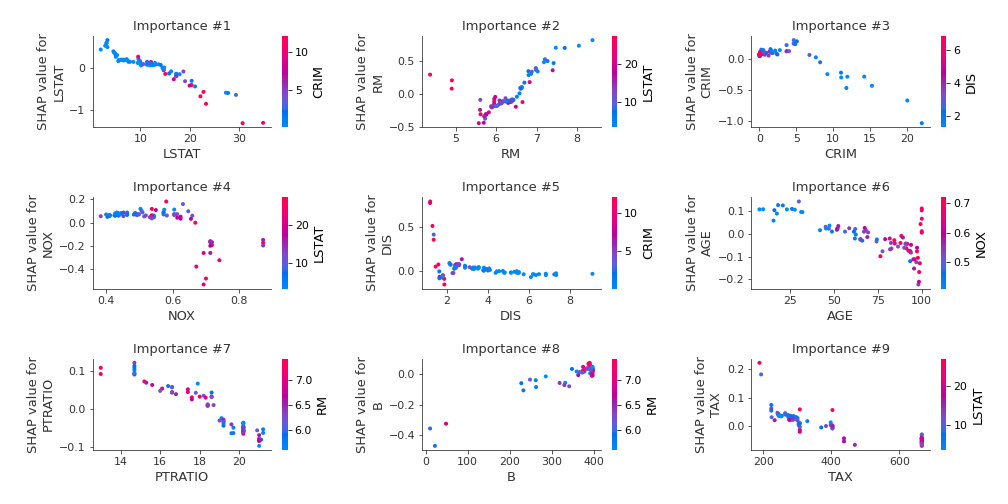 Importance #1
SHAP value for
LSTAT
0
−1
10
20
30
LSTAT
10
5
CRIM
Importance #2
SHAP value for
RM
0.5
0.0
−0.5
5
6
7
8
RM
20
10
LSTAT
Importance #3
SHAP value for
CRIM
0.0
−0.5
−1.0
0
5
10
15
20
CRIM
6
4
2
DIS
Importance #4
SHAP value for
NOX
0.2
0.0
−0.2
−0.4
0.4
0.6
0.8
NOX
20
10
LSTAT
Importance #5
SHAP value for
DIS
0.5
0.0
2
4
6
8
DIS
10
5
CRIM
Importance #6
SHAP value for
AGE
0.1
0.0
−0.1
−0.2
25
50
75
100
AGE
0.7
0.6
0.5
NOX
Importance #7
SHAP value for
PTRATIO
0.1
0.0
−0.1
14
16
18
20
PTRATIO
7.0
6.5
6.0
RM
Importance #8
SHAP value for
B
0.0
−0.2
−0.4
0
100
200
300
400
B
7.0
6.5
6.0
RM
Importance #9
SHAP value for
TAX
0.2
0.1
0.0
200
400
600
TAX
20
10
LSTAT